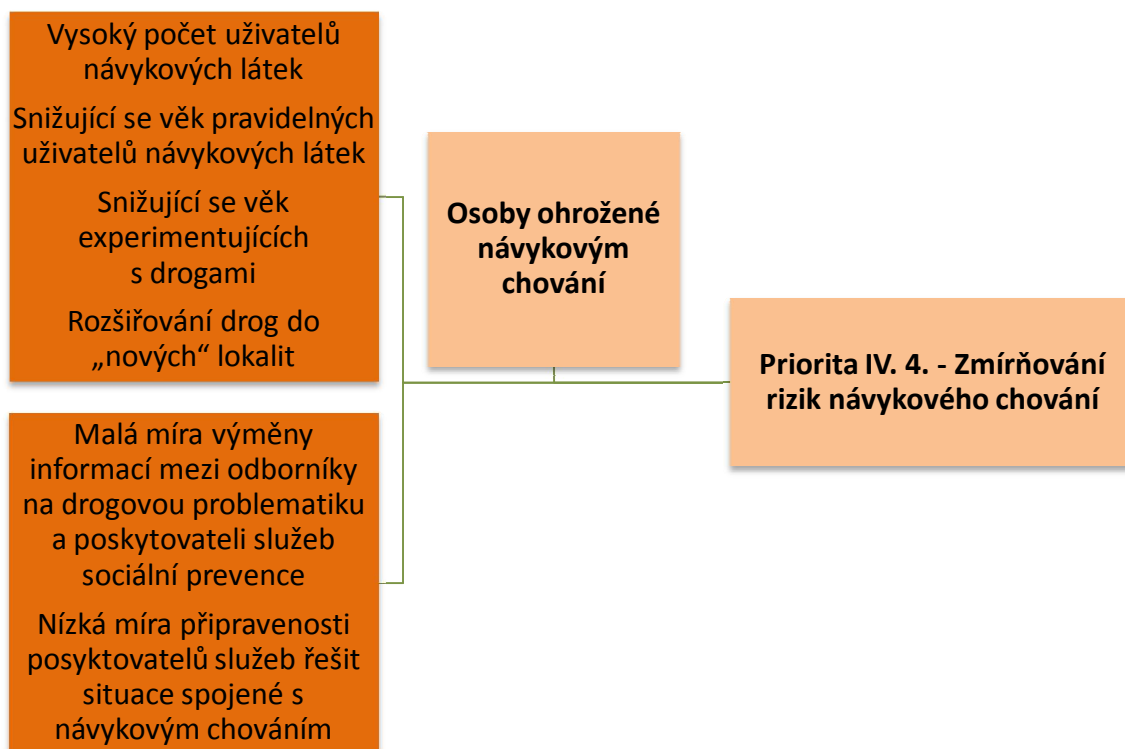 Vysoký počet uživatelů
návykových látek
Snižující se věk pravidelných
uživatelů návykových látek
Snižující se věk
experimentujících
s drogami
Rozšiřování drog do
„nových“ lokalit
Malá míra výměny
informací mezi odborníky
na drogovou problematiku
a poskytovateli služeb
sociální prevence
Nízká míra připravenosti
posyktovatelů služeb řešit
situace spojené s
návykovým chováním
Osoby ohrožené
návykovým
chování
Priorita IV. 4. - Zmírňování
rizik návykového chování